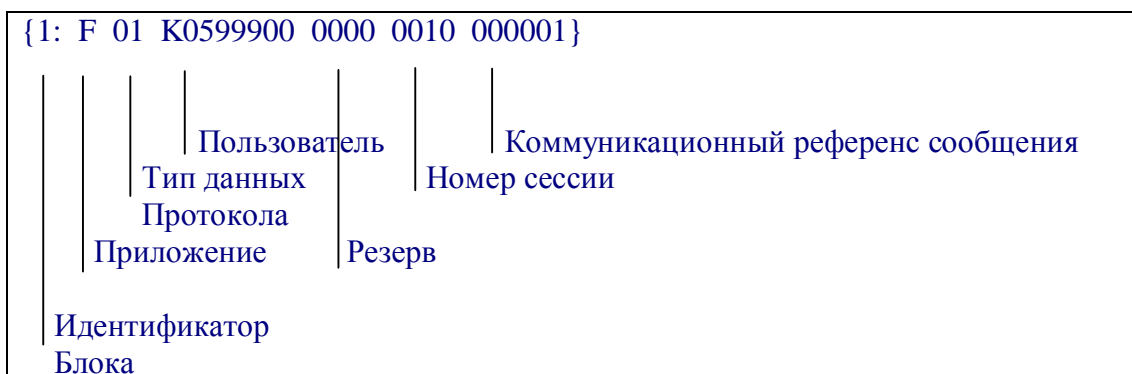 {1: F 01 K0599900 0000 0010 000001}
Пользователь Коммуникационный референс сообщения
Тип данных Номер сессии
Протокола
Приложение Резерв
Идентификатор
Блока